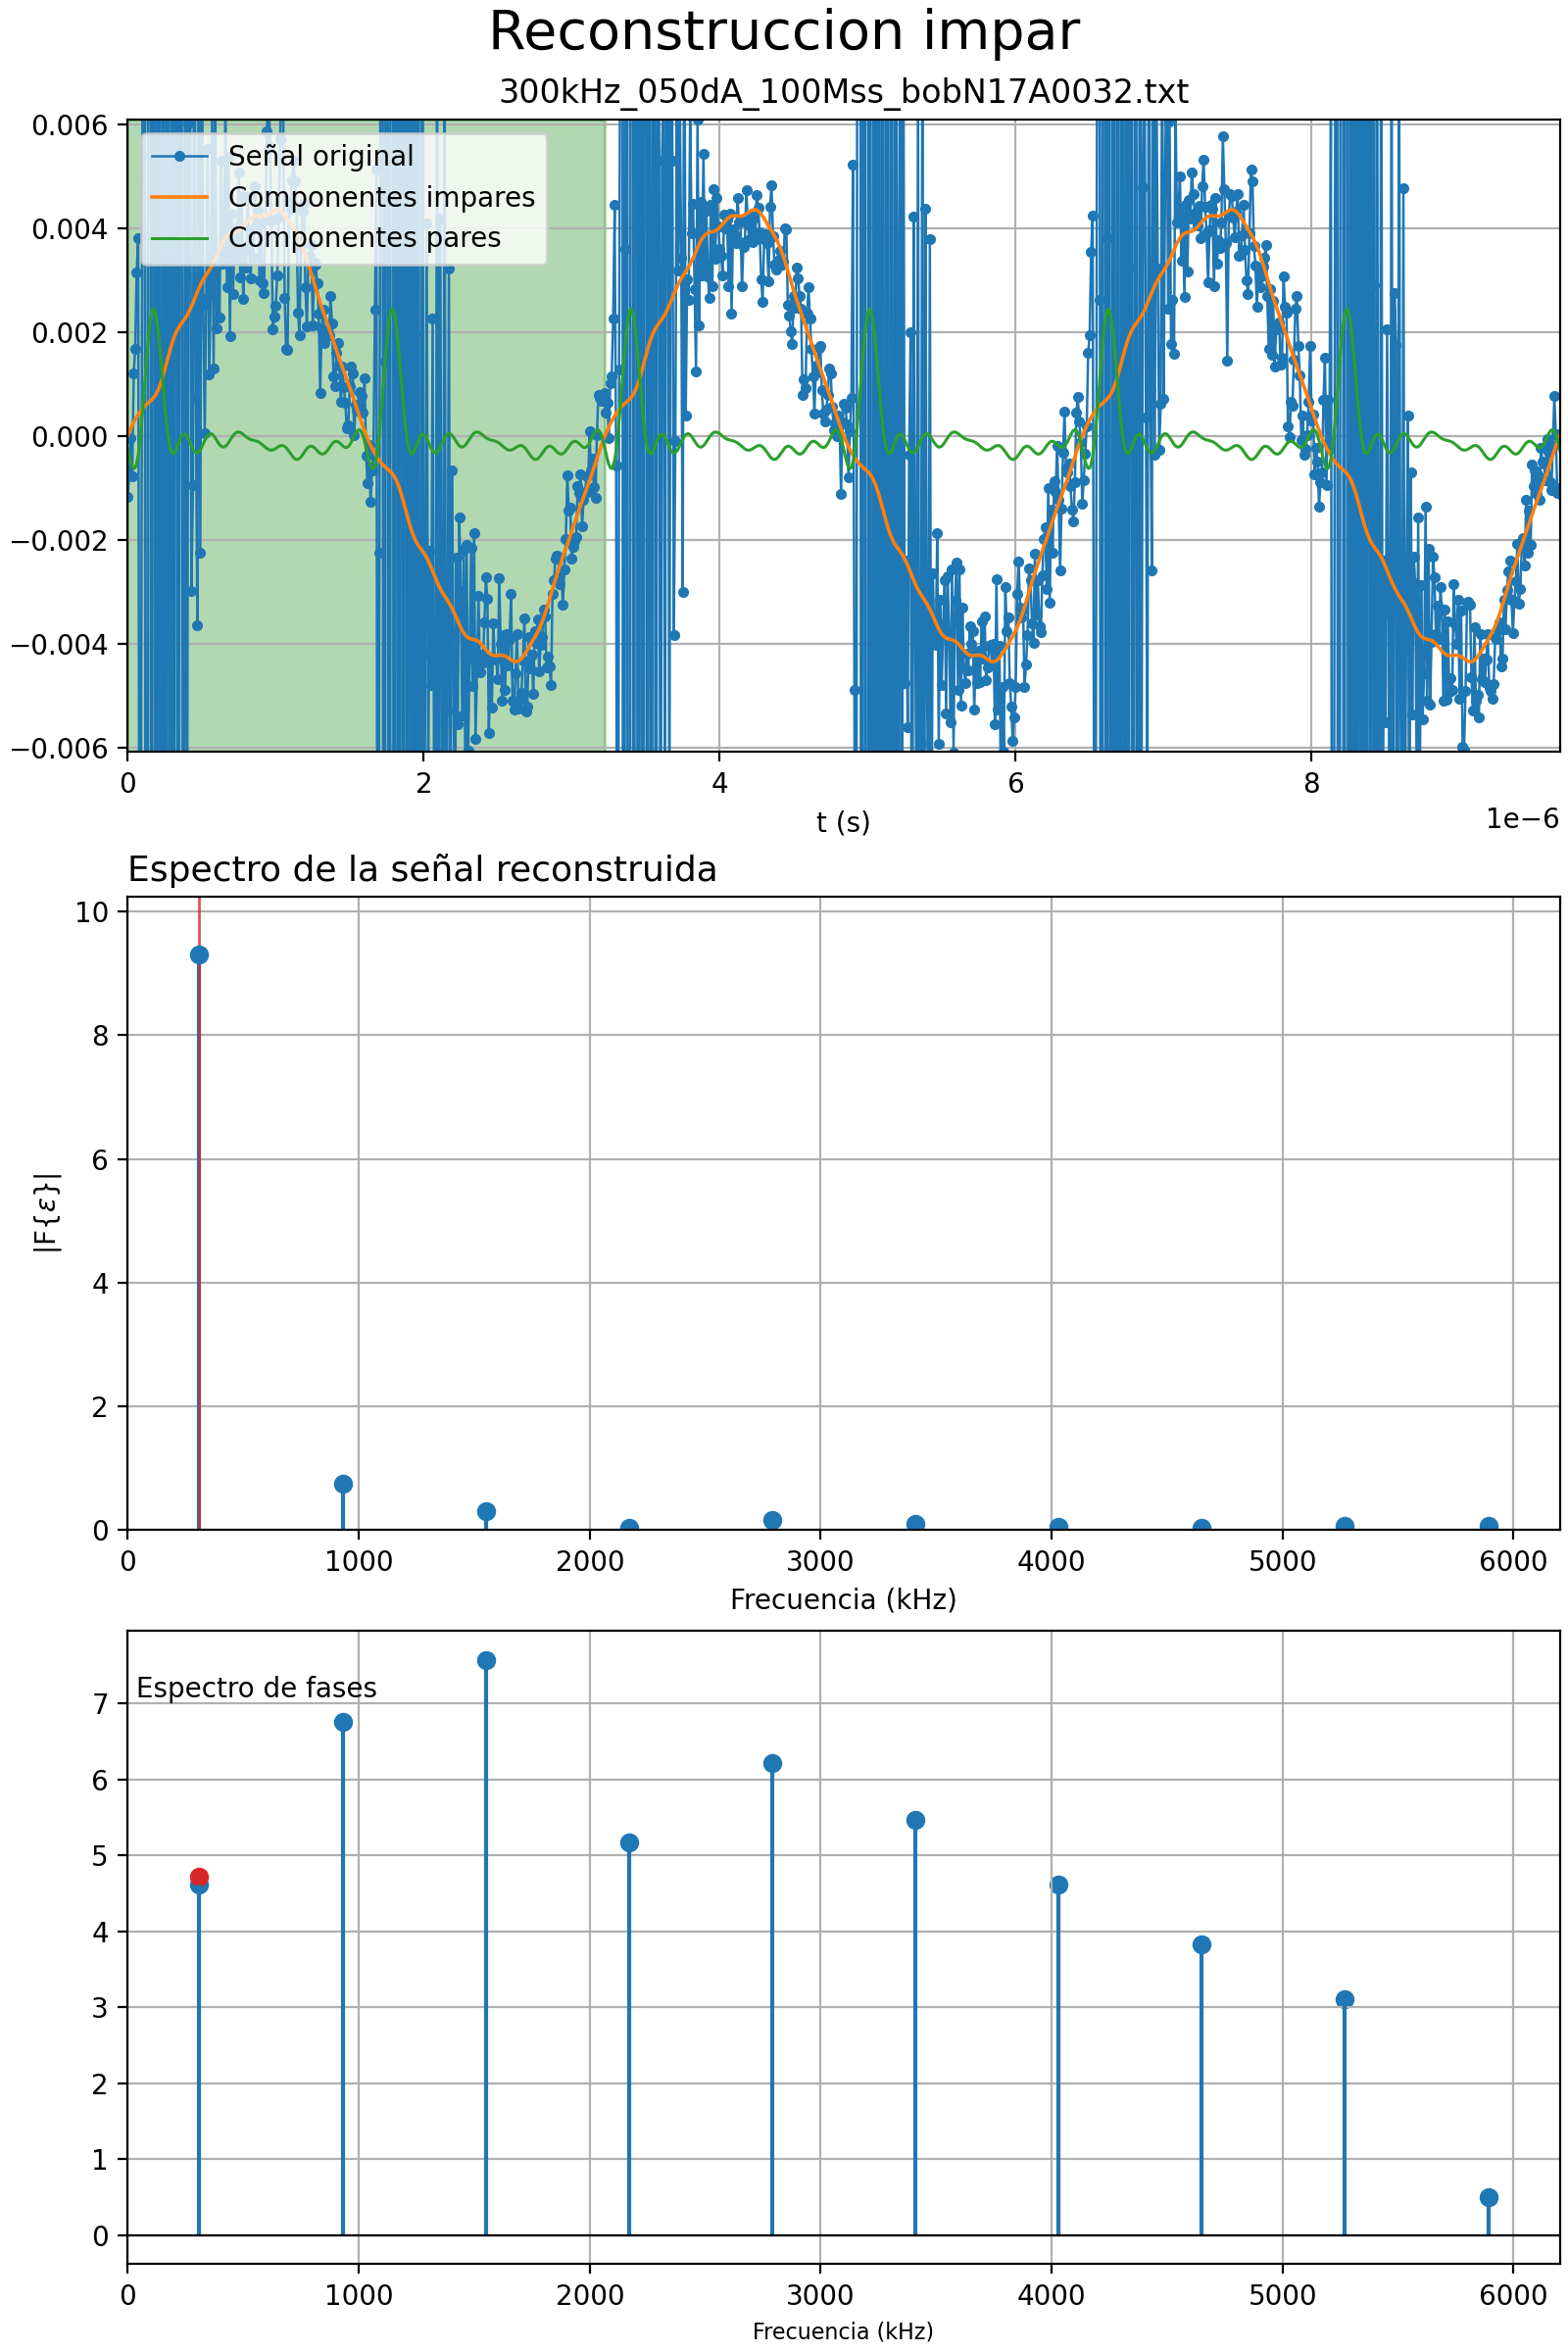 Reconstruccion impar
300kHz_050dA_100Mss_bobN17A0032.txt
0.006
0.004
0.002
0.000
−0.002
−0.004
−0.006
Señal original
Componentes impares
Componentes pares
0 2 4 6 8
1e−6
t (s)
Espectro de la señal reconstruida
10
8
6
4
2
0
|F{ε}|
0 1000 2000 3000 4000 5000 6000
Frecuencia (kHz)
Espectro de fases
7
6
5
4
3
2
1
0
0 1000 2000 3000 4000 5000 6000
Frecuencia (kHz)